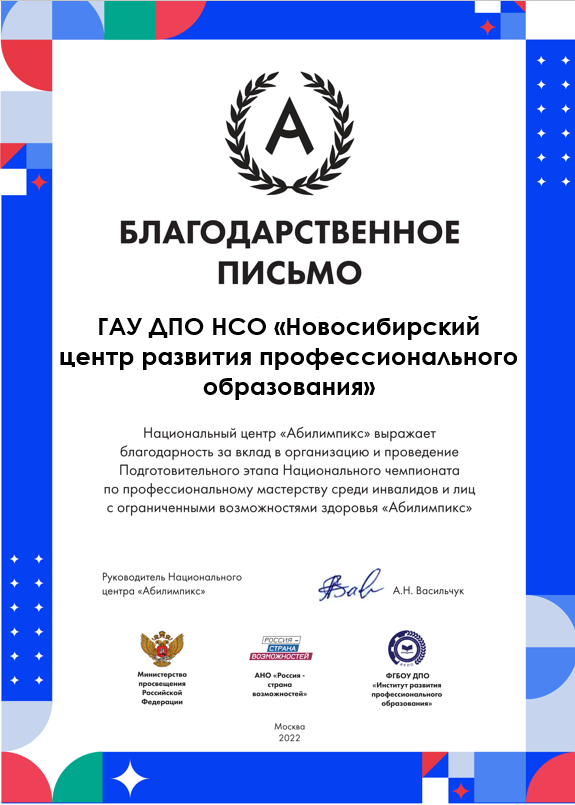 А
БЛАГОДАРСТВЕННОЕ
ПИСЬМО
ГАУ ДПО НСО «Новосибирский
центр развития профессионального
образования»
Национальный центр «Абилимпикс» выражает
благодарность за вклад в организацию и проведение
Подготовительного этапа Национального чемпионата
по профессиональному мастерству среди инвалидов и лиц
с ограниченными возможностями здоровья «Абилимпикс»
Руководитель Национального
центра «Абилимпикс»
А.Н. Васильчук
РОССИЯ –
СТРАНА
ВОЗМОЖНОСТЕЙ
Министерство
просвещения
Российской
Федерации
АНО «Россия -
страна
возможностей»
ФГБОУ ДПО
«Институт развития
профессионального
образования»
Москва
2022